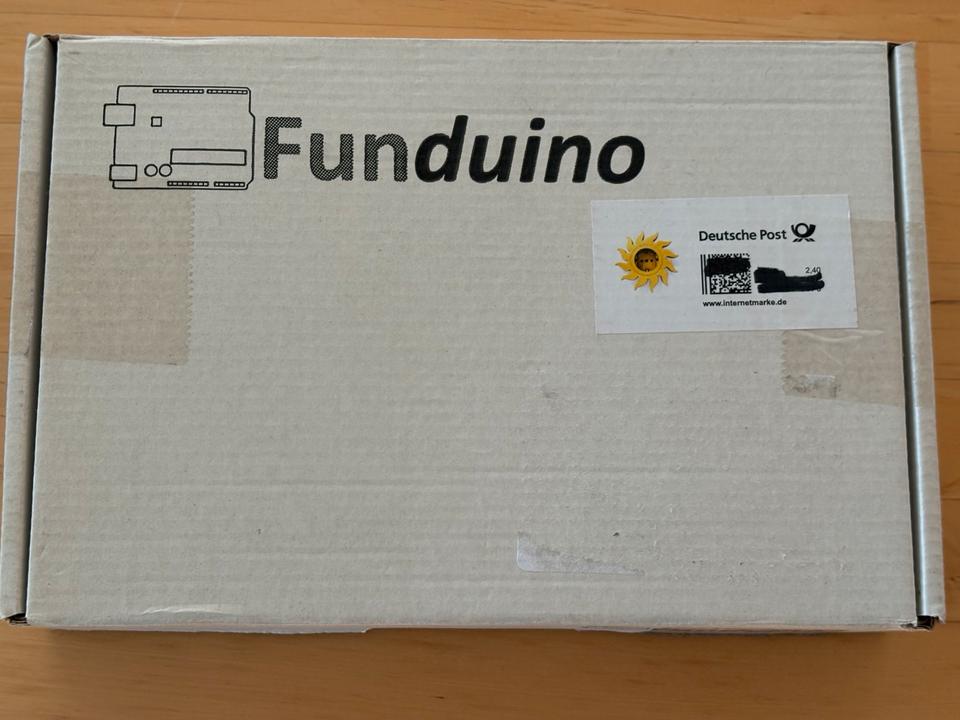 Funduino
Deutsche Post
2,40
www.internetmarke.de